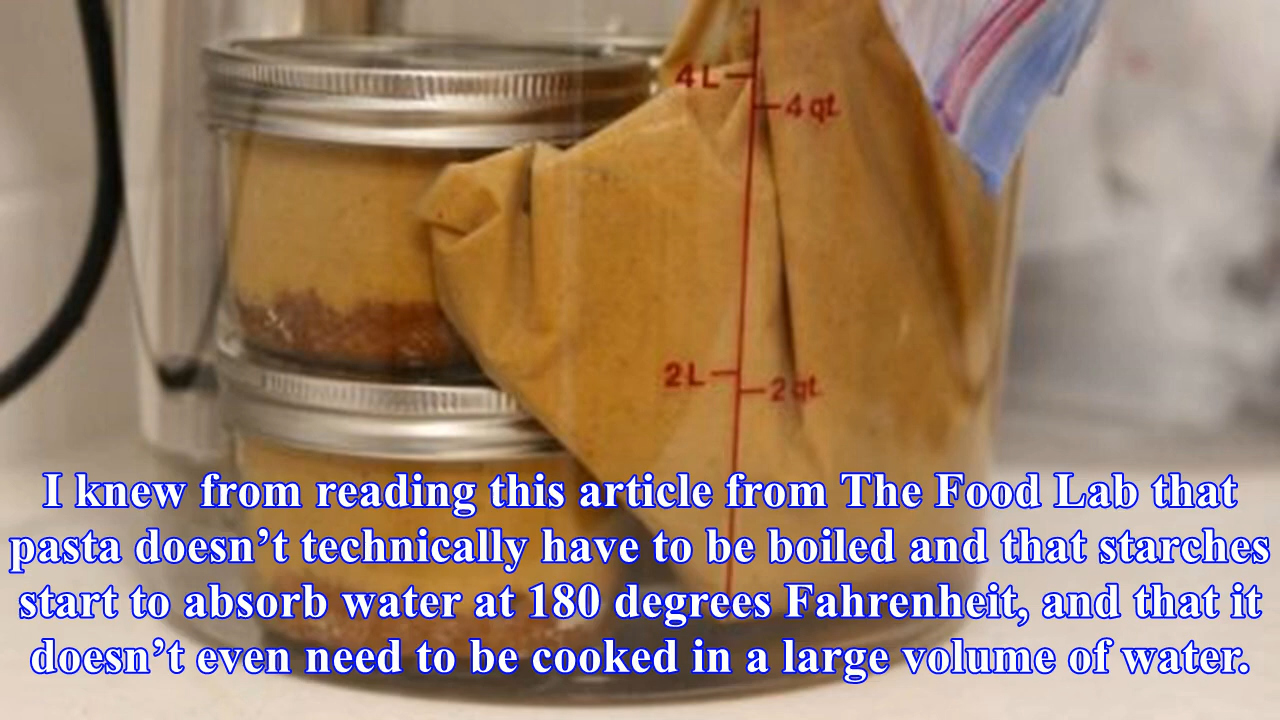 4 L
4 qt
2 L
2 qt
I knew from reading this article from The Food Lab that
pasta doesn’t technically have to be boiled and that starches
start to absorb water at 180 degrees Fahrenheit, and that it
doesn’t even need to be cooked in a large volume of water.